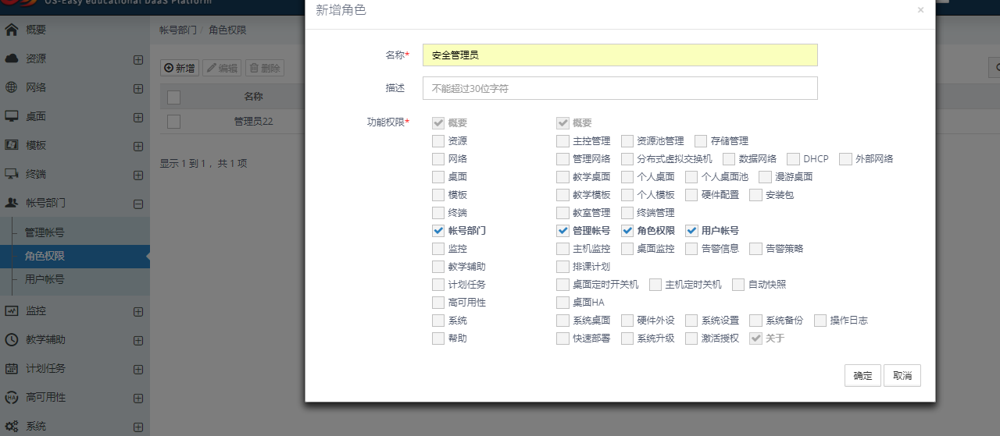 OS-Easy educational DaaS Platform
概要
资源
网络
桌面
模板
终端
帐号部门
管理帐号
角色权限
用户帐号
监控
教学辅助
计划任务
高可用性
系统
帐号部门 / 角色权限
新增 编辑 删除
名称
管理员22
显示 1 到 1 ，共 1 项
新增角色 ×
名称* 安全管理员
描述 不能超过30位字符
功能权限* 概要 概要
资源 主控管理 资源池管理 存储管理
网络 管理网络 分布式虚拟交换机 数据网络 DHCP 外部网络
桌面 教学桌面 个人桌面 个人桌面池 漫游桌面
模板 教学模板 个人模板 硬件配置 安装包
终端 教室管理 终端管理
帐号部门 管理帐号 角色权限 用户帐号
监控 主机监控 桌面监控 告警信息 告警策略
教学辅助 排课计划
计划任务 桌面定时开关机 主机定时关机 自动快照
高可用性 桌面HA
系统 系统桌面 硬件外设 系统设置 系统备份 操作日志
帮助 快速部署 系统升级 激活授权 关于
确定 取消